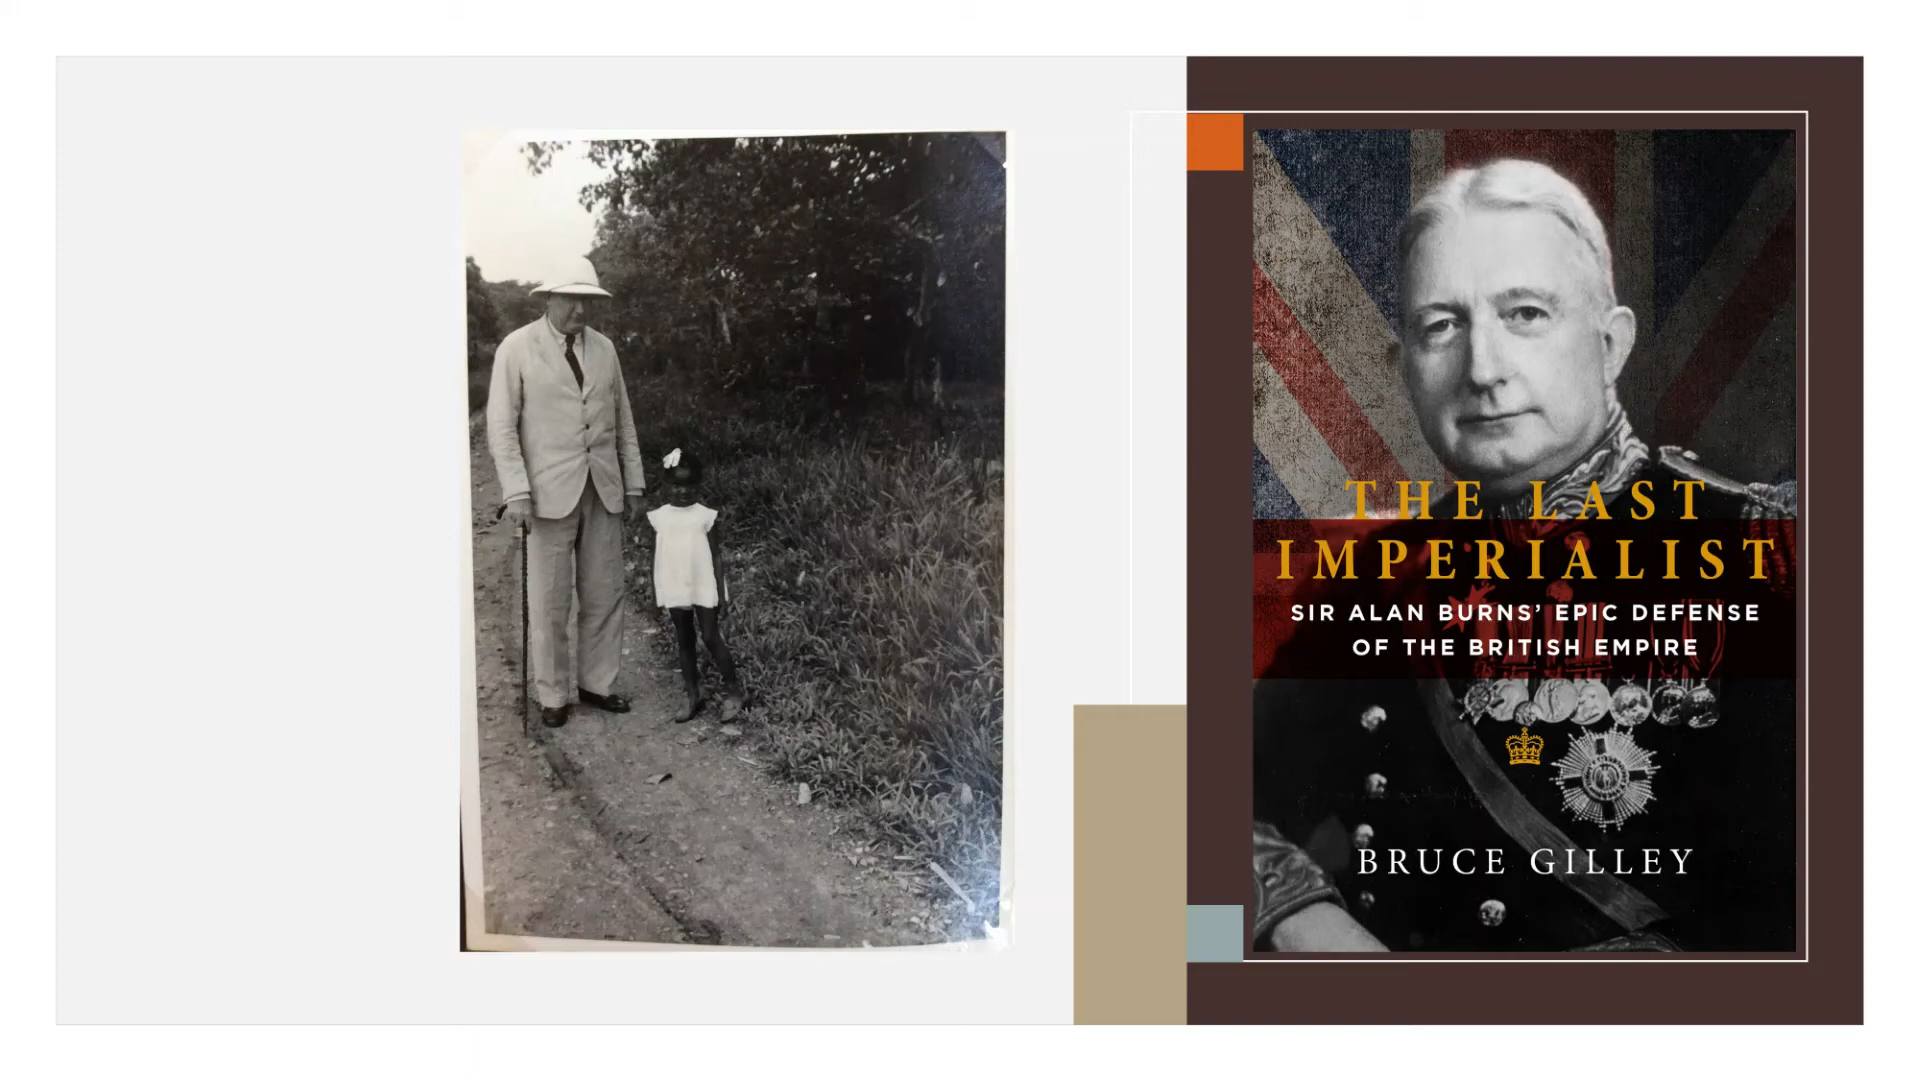 THE LAST
IMPERIALIST
SIR ALAN BURNS’ EPIC DEFENSE
OF THE BRITISH EMPIRE
BRUCE GILLEY